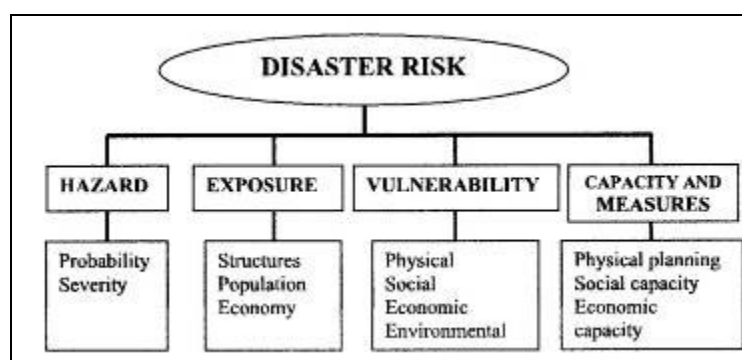 DISASTER RISK
HAZARD
EXPOSURE
VULNERABILITY
CAPACITY AND
MEASURES
Probability
Severity
Structures
Population
Economy
Physical
Social
Economic
Environmental
Physical planning
Social capacity
Economic
capacity